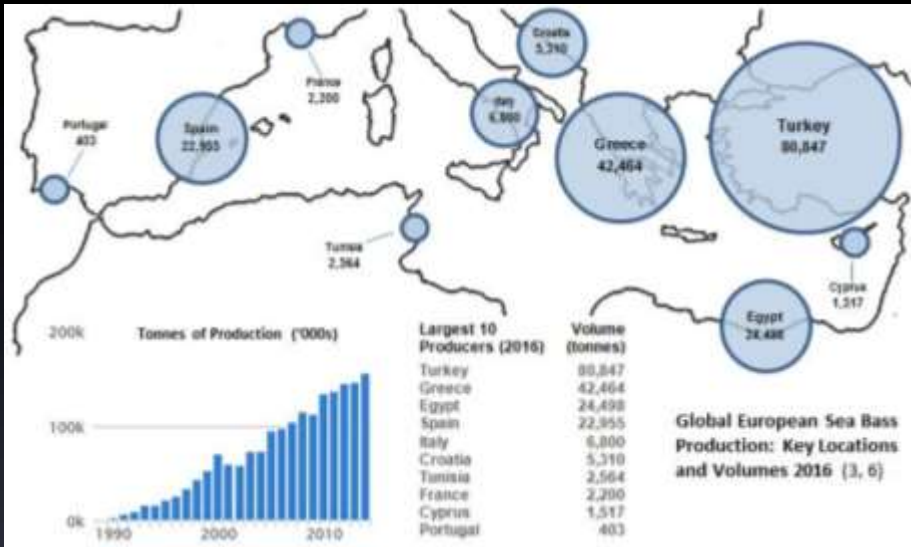 Croatia
5,310
France
2,200
Italy
6,800
Portugal
403
Spain
22,955
Turkey
80,847
Greece
42,464
Tunisia
2,564
Cyprus
1,517
Egypt
24,498
Tonnes of Production ('000s)
200k
100k
0k
1990
2000
2010
Largest 10 Volume
Producers (2016) (tonnes)
Turkey 80,847
Greece 42,464
Egypt 24,498
Spain 22,955
Italy 6,800
Croatia 5,310
Tunisia 2,564
France 2,200
Cyprus 1,517
Portugal 403
Global European Sea Bass
Production: Key Locations
and Volumes 2016 (3, 6)